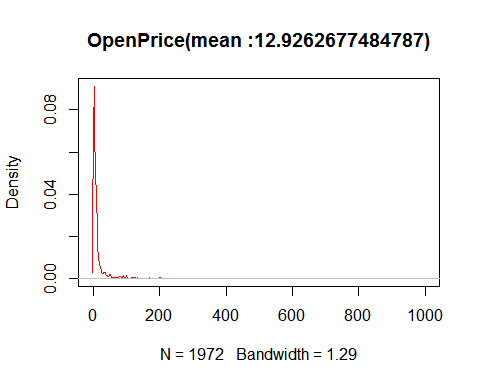 OpenPrice(mean :12.9262677484787)
Density
0.08
0.04
0.00
0 200 400 600 800 1000
N = 1972 Bandwidth = 1.29